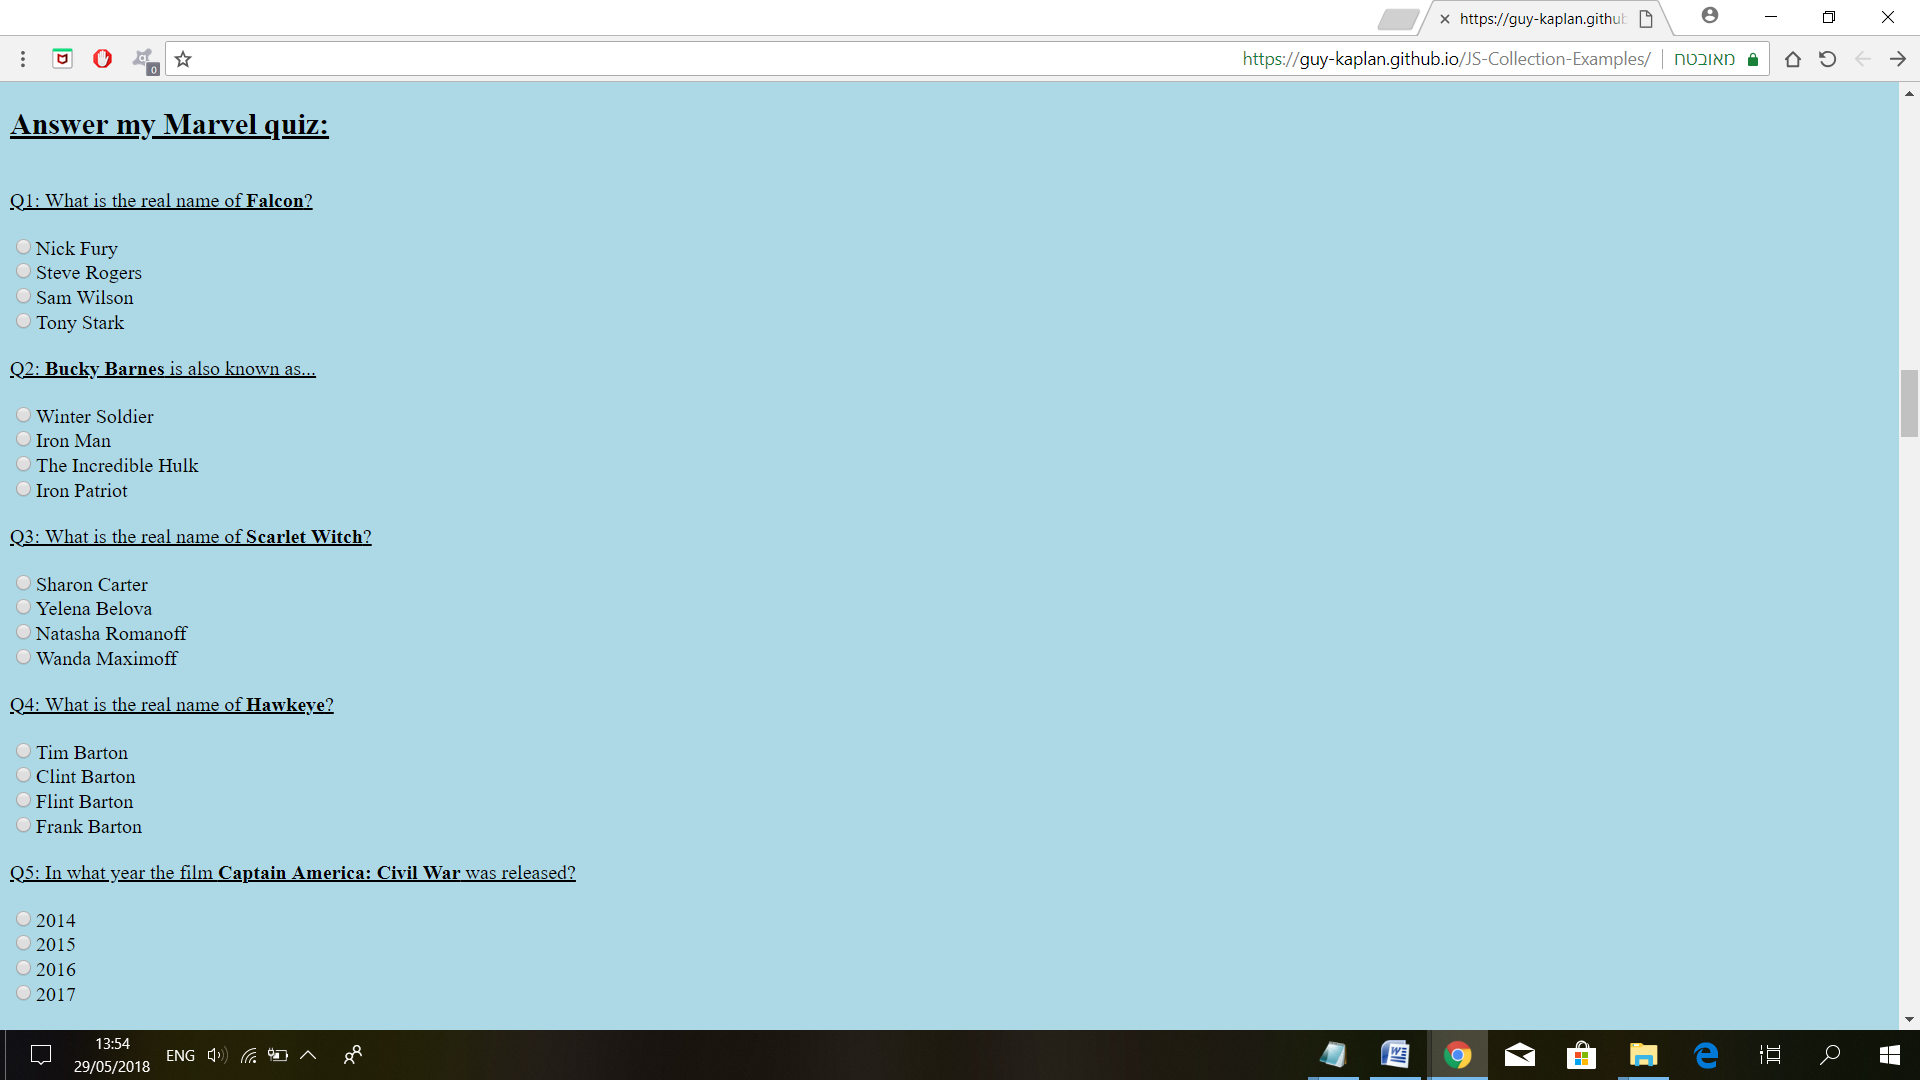 https://guy-kaplan.githu
https://guy-kaplan.github.io/JS-Collection-Examples/
מאובטח
0
Answer my Marvel quiz:
Q1: What is the real name of Falcon?
Nick Fury
Steve Rogers
Sam Wilson
Tony Stark
Q2: Bucky Barnes is also known as...
Winter Soldier
Iron Man
The Incredible Hulk
Iron Patriot
Q3: What is the real name of Scarlet Witch?
Sharon Carter
Yelena Belova
Natasha Romanoff
Wanda Maximoff
Q4: What is the real name of Hawkeye?
Tim Barton
Clint Barton
Flint Barton
Frank Barton
Q5: In what year the film Captain America: Civil War was released?
2014
2015
2016
2017
13:54
29/05/2018
ENG